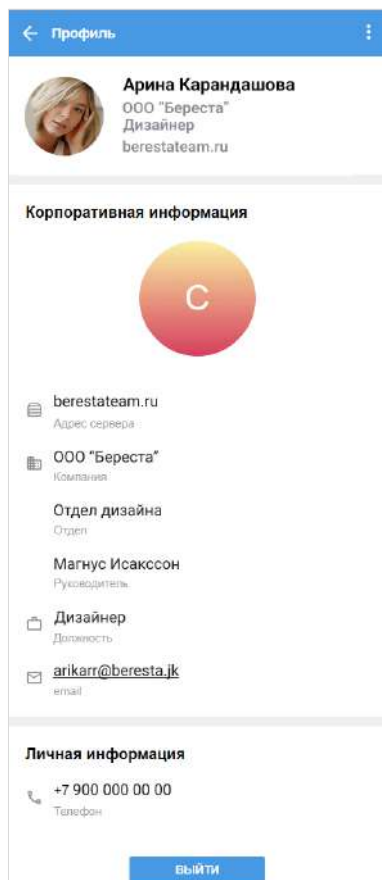 Профиль
Арина Карандашова
ООО "Береста"
Дизайнер
berestateam.ru
Корпоративная информация
С
berestateam.ru
Адрес сервера
ООО "Береста"
Компания
Отдел дизайна
Отдел
Магнус Исакссон
Руководитель
Дизайнер
Должность
arikarr@beresta.jk
email
Личная информация
+7 900 000 00 00
Телефон
ВЫЙТИ